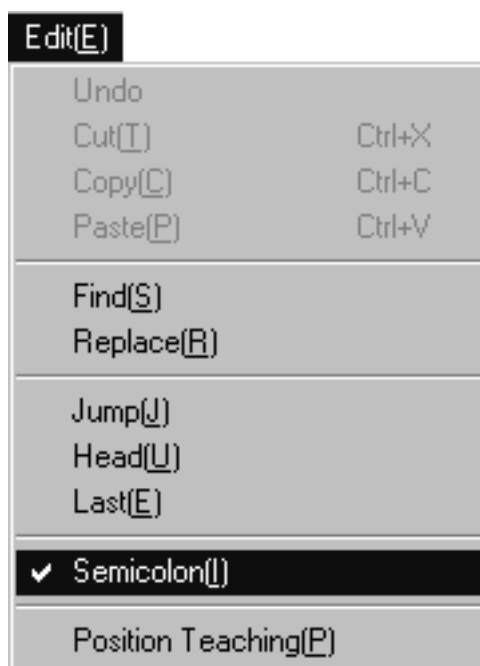 Edit(E)
Undo
Cut(T) Ctrl+X
Copy(C) Ctrl+C
Paste(P) Ctrl+V
Find(S)
Replace(R)
Jump(J)
Head(U)
Last(E)
Semicolon(I)
Position Teaching(P)